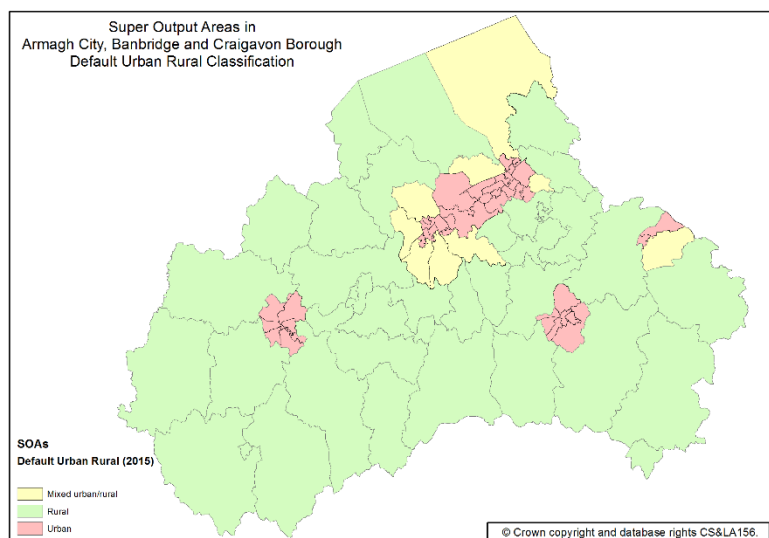 Super Output Areas in
Armagh City, Banbridge and Craigavon Borough
Default Urban Rural Classification
SOAs
Default Urban Rural (2015)
Mixed urban/rural
Rural
Urban
© Crown copyright and database rights CS&LA156.